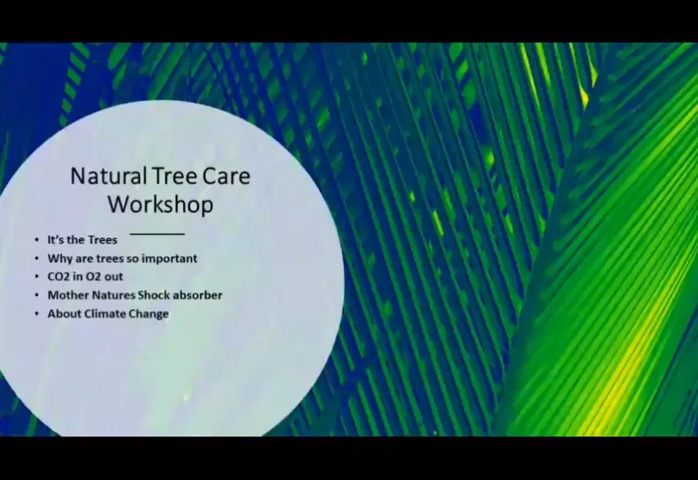 Natural Tree Care
Workshop
• It's the Trees
• Why are trees so important
• CO2 in O2 out
• Mother Natures Shock absorber
• About Climate Change